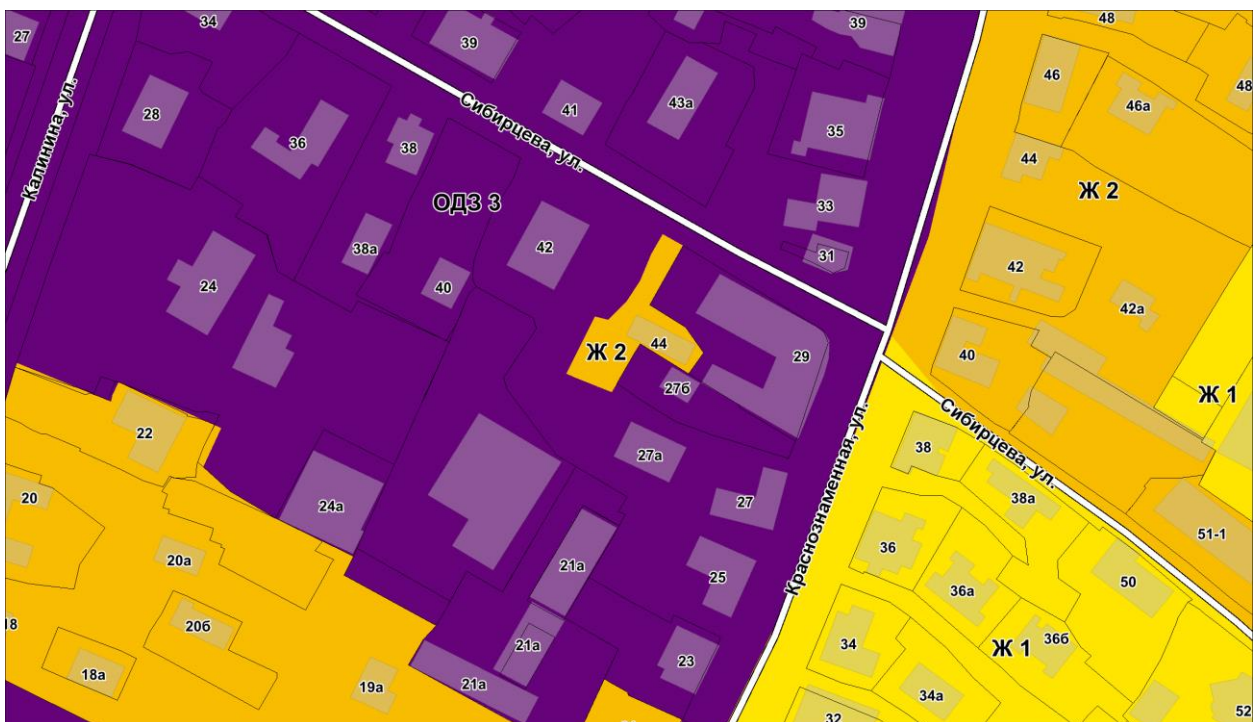 34
39
39
48
27
46
48
28
41
43а
46а
Сибирцева, ул.
35
36
38
44
Калинина, ул.
ОДЗ 3
Ж 2
33
38а
42
31
42
24
40
42а
Ж 2
44
29
40
27б
Ж 1
22
27а
38
Сибирцева, ул.
38а
20
24а
27
Краснознаменная, ул.
51-1
36
20а
21а
25
50
36а
20б
18
36б
34
21а
23
Ж 1
18а
19а
21а
34а
32
52